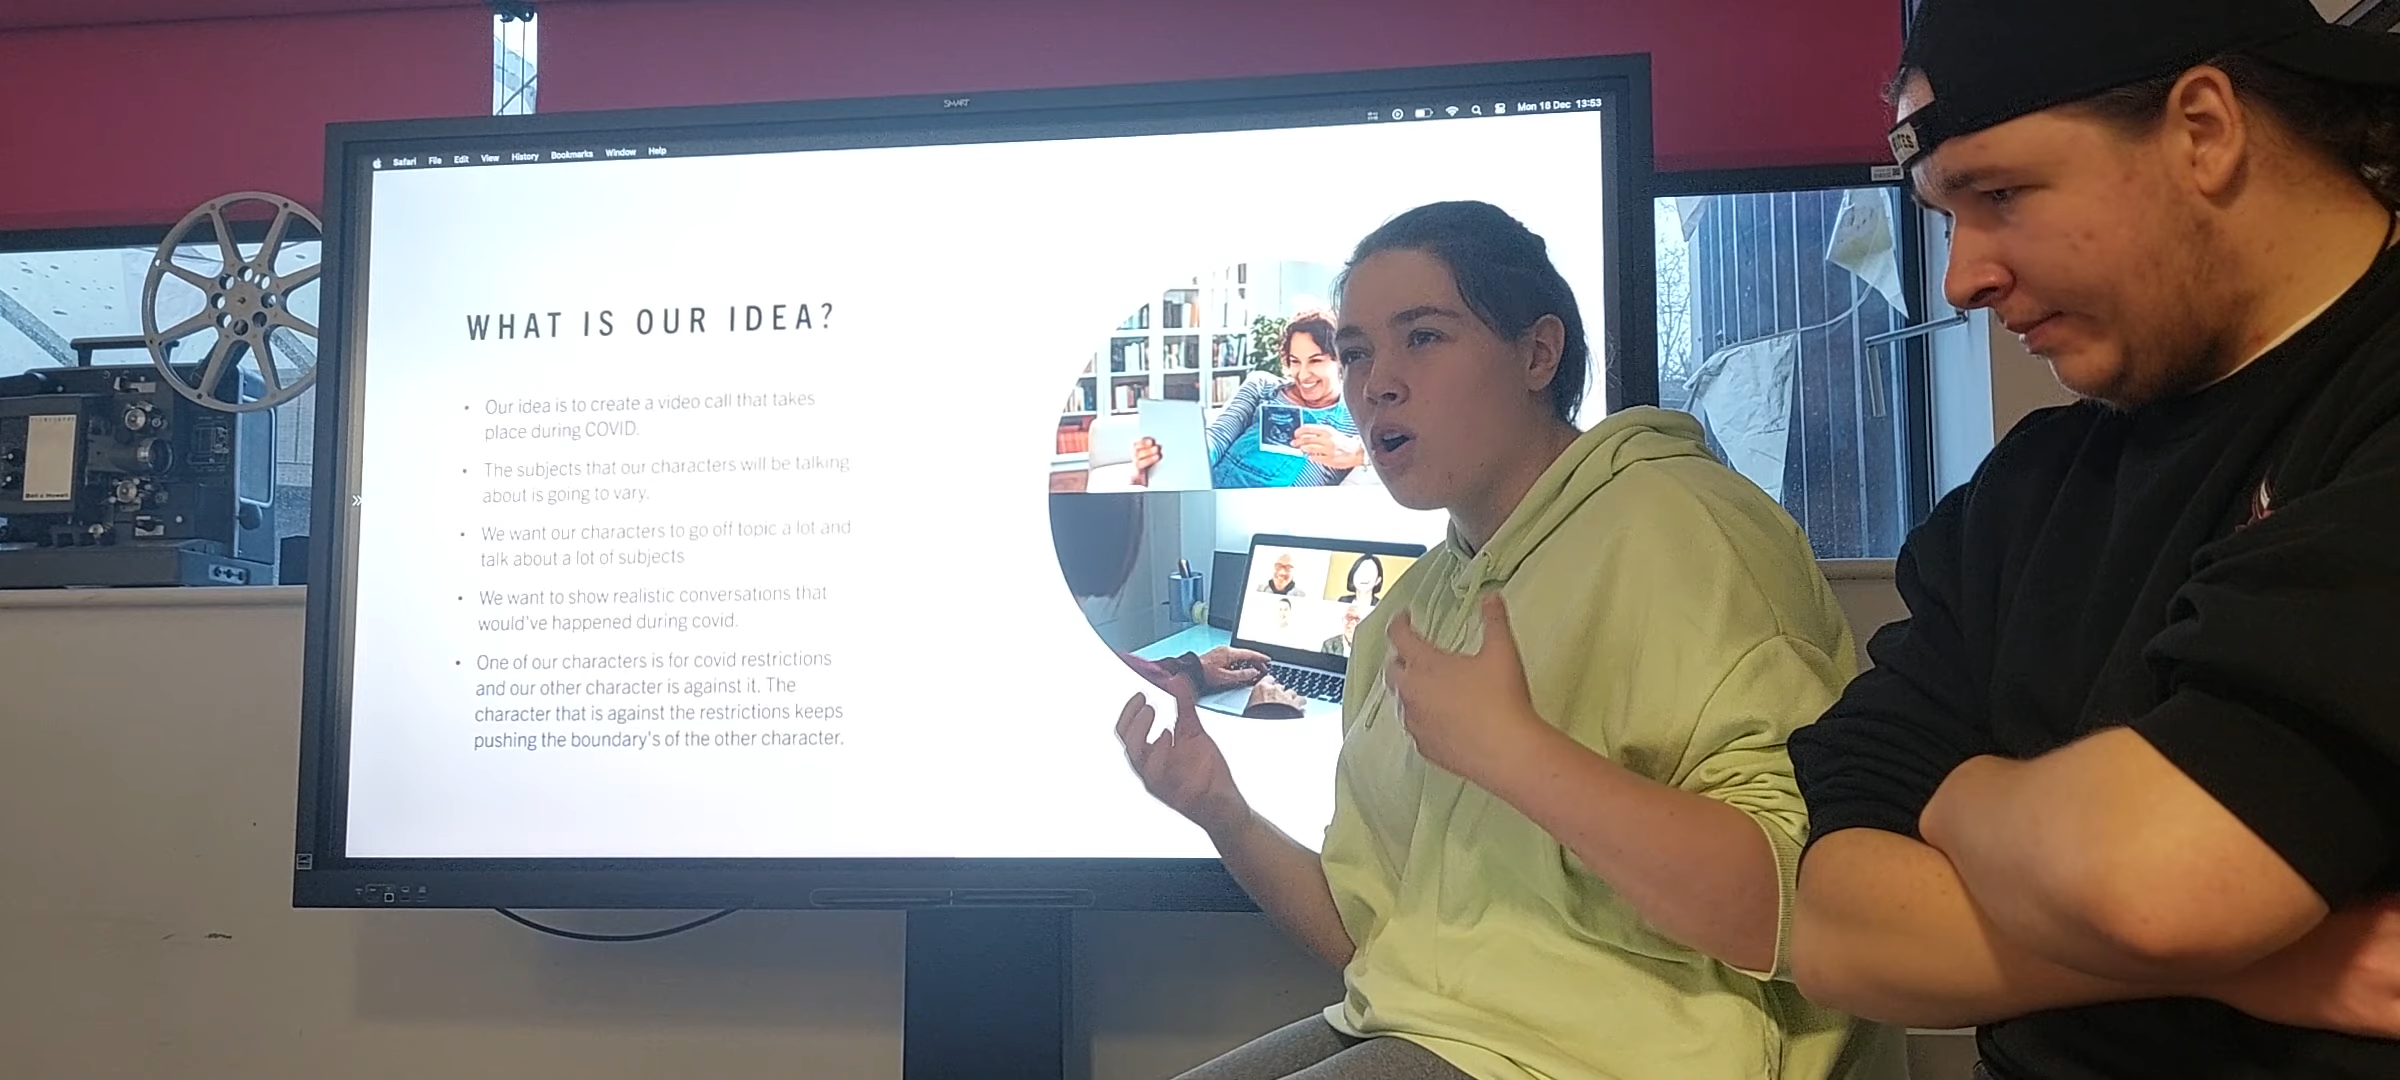 SMART
Safari File Edit View History Bookmarks Window Help
Mon 16 Dec 13:53
WHAT IS OUR IDEA?
• Our idea is to create a video call that takes
place during COVID.
• The subjects that our characters will be talking
about is going to vary.
• We want our characters to go off topic a lot and
talk about a lot of subjects
• We want to show realistic conversations that
would've happened during covid.
• One of our characters is for covid restrictions
and our other character is against it. The
character that is against the restrictions keeps
pushing the boundary's of the other character.
Bell & Howell